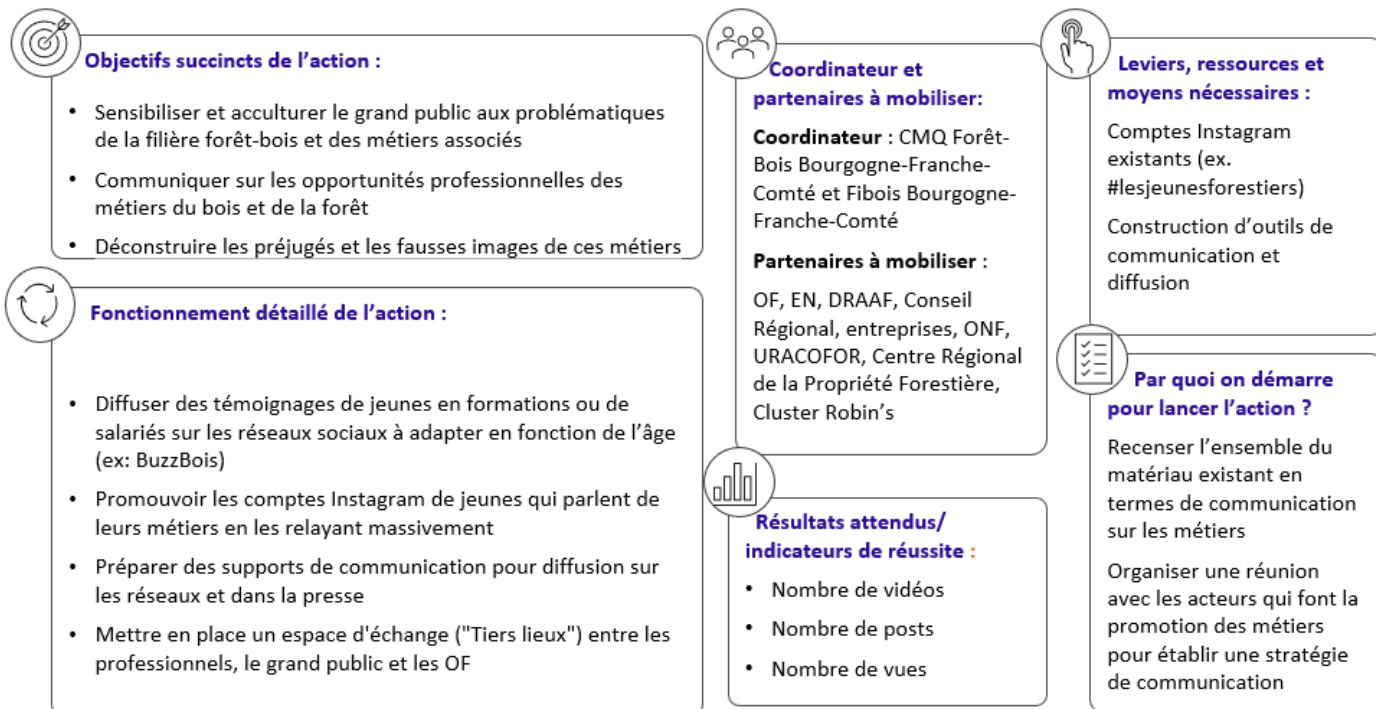 Objectifs succincts de l’action :
• Sensibiliser et acculturer le grand public aux problématiques
de la filière forêt-bois et des métiers associés
• Communiquer sur les opportunités professionnelles des
métiers du bois et de la forêt
• Déconstruire les préjugés et les fausses images de ces métiers
Fonctionnement détaillé de l’action :
• Diffuser des témoignages de jeunes en formations ou de
salariés sur les réseaux sociaux à adapter en fonction de l’âge
(ex: BuzzBois)
• Promouvoir les comptes Instagram de jeunes qui parlent de
leurs métiers en les relayant massivement
• Préparer des supports de communication pour diffusion sur
les réseaux et dans la presse
• Mettre en place un espace d'échange ("Tiers lieux") entre les
professionnels, le grand public et les OF
Coordinateur et
partenaires à mobiliser:
Coordinateur : CMQ Forêt-
Bois Bourgogne-Franche-
Comté et Fibois Bourgogne-
Franche-Comté
Partenaires à mobiliser :
OF, EN, DRAAF, Conseil
Régional, entreprises, ONF,
URACOFOR, Centre Régional
de la Propriété Forestière,
Cluster Robin’s
Résultats attendus/
indicateurs de réussite :
• Nombre de vidéos
• Nombre de posts
• Nombre de vues
Leviers, ressources et
moyens nécessaires :
Comptes Instagram
existants (ex.
#lesjeunesforestiers)
Construction d’outils de
communication et
diffusion
Par quoi on démarre
pour lancer l’action ?
Recenser l’ensemble du
matériau existant en
termes de communication
sur les métiers
Organiser une réunion
avec les acteurs qui font la
promotion des métiers
pour établir une stratégie
de communication